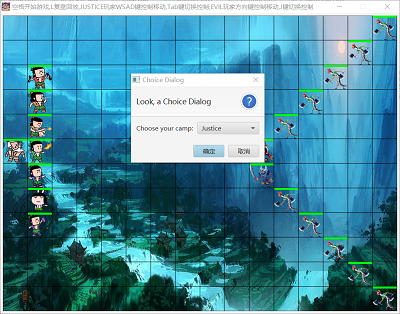 空格开始游戏,L复盘回放,JUSTICE玩家WSAD键控制移动,Tab键切换控制;EVIL玩家方向键控制移动,J键切换控制
Choice Dialog
Look, a Choice Dialog
Choose your camp:
Justice
确定
取消